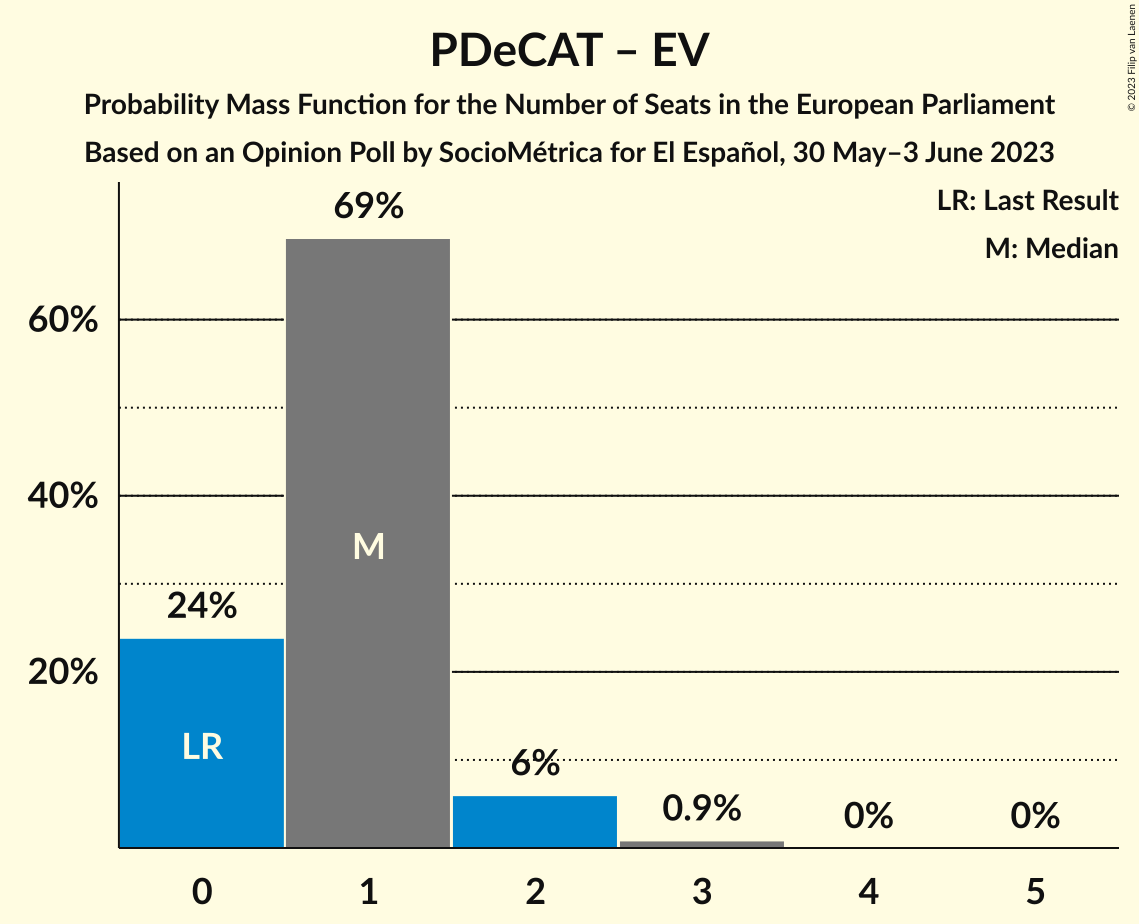 PDeCAT – EV
Probability Mass Function for the Number of Seats in the European Parliament
Based on an Opinion Poll by SocioMétrica for El Español, 30 May–3 June 2023
© 2023 Filip van Laenen
LR: Last Result
M: Median
69%
60%
40%
20%
24%
6%
0.9%
0%
0%
M
LR
0 1 2 3 4 5